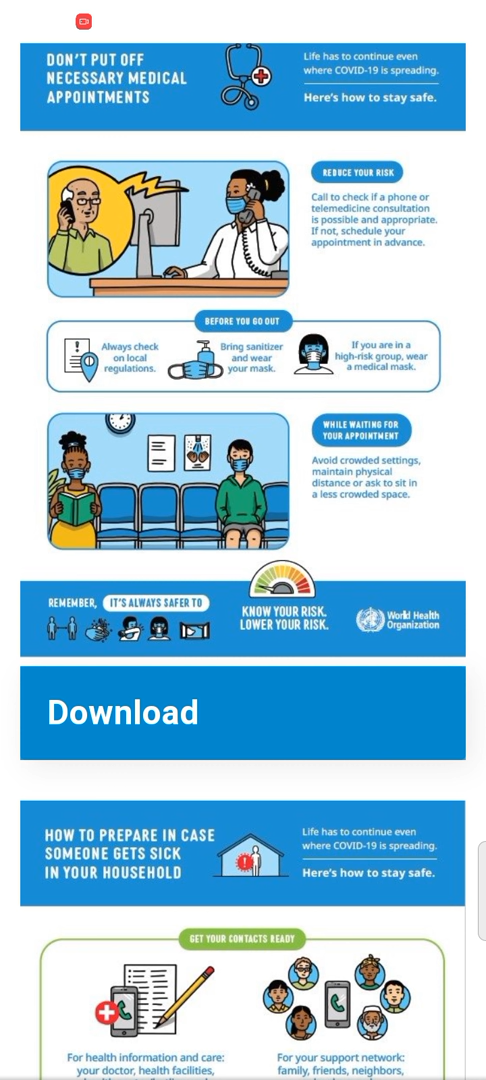 DON'T PUT OFF
NECESSARY MEDICAL
APPOINTMENTS
Life has to continue even
where COVID-19 is spreading.
Here's how to stay safe.
REDUCE YOUR RISK
Call to check if a phone or
telemedicine consultation
is possible and appropriate.
If not, schedule your
appointment in advance.
BEFORE YOU GO OUT
Always check
on local
regulations.
Bring sanitizer
and wear
your mask.
If you are in a
high-risk group, wear
a medical mask.
WHILE WAITING FOR
YOUR APPOINTMENT
Avoid crowded settings,
maintain physical
distance or ask to sit in
a less crowded space.
REMEMBER, IT'S ALWAYS SAFER TO
KNOW YOUR RISK.
LOWER YOUR RISK.
World Health
Organization
Download
HOW TO PREPARE IN CASE
SOMEONE GETS SICK
IN YOUR HOUSEHOLD
Life has to continue even
where COVID-19 is spreading.
Here's how to stay safe.
GET YOUR CONTACTS READY
For health information and care:
your doctor, health facilities,
For your support network:
family, friends, neighbors,